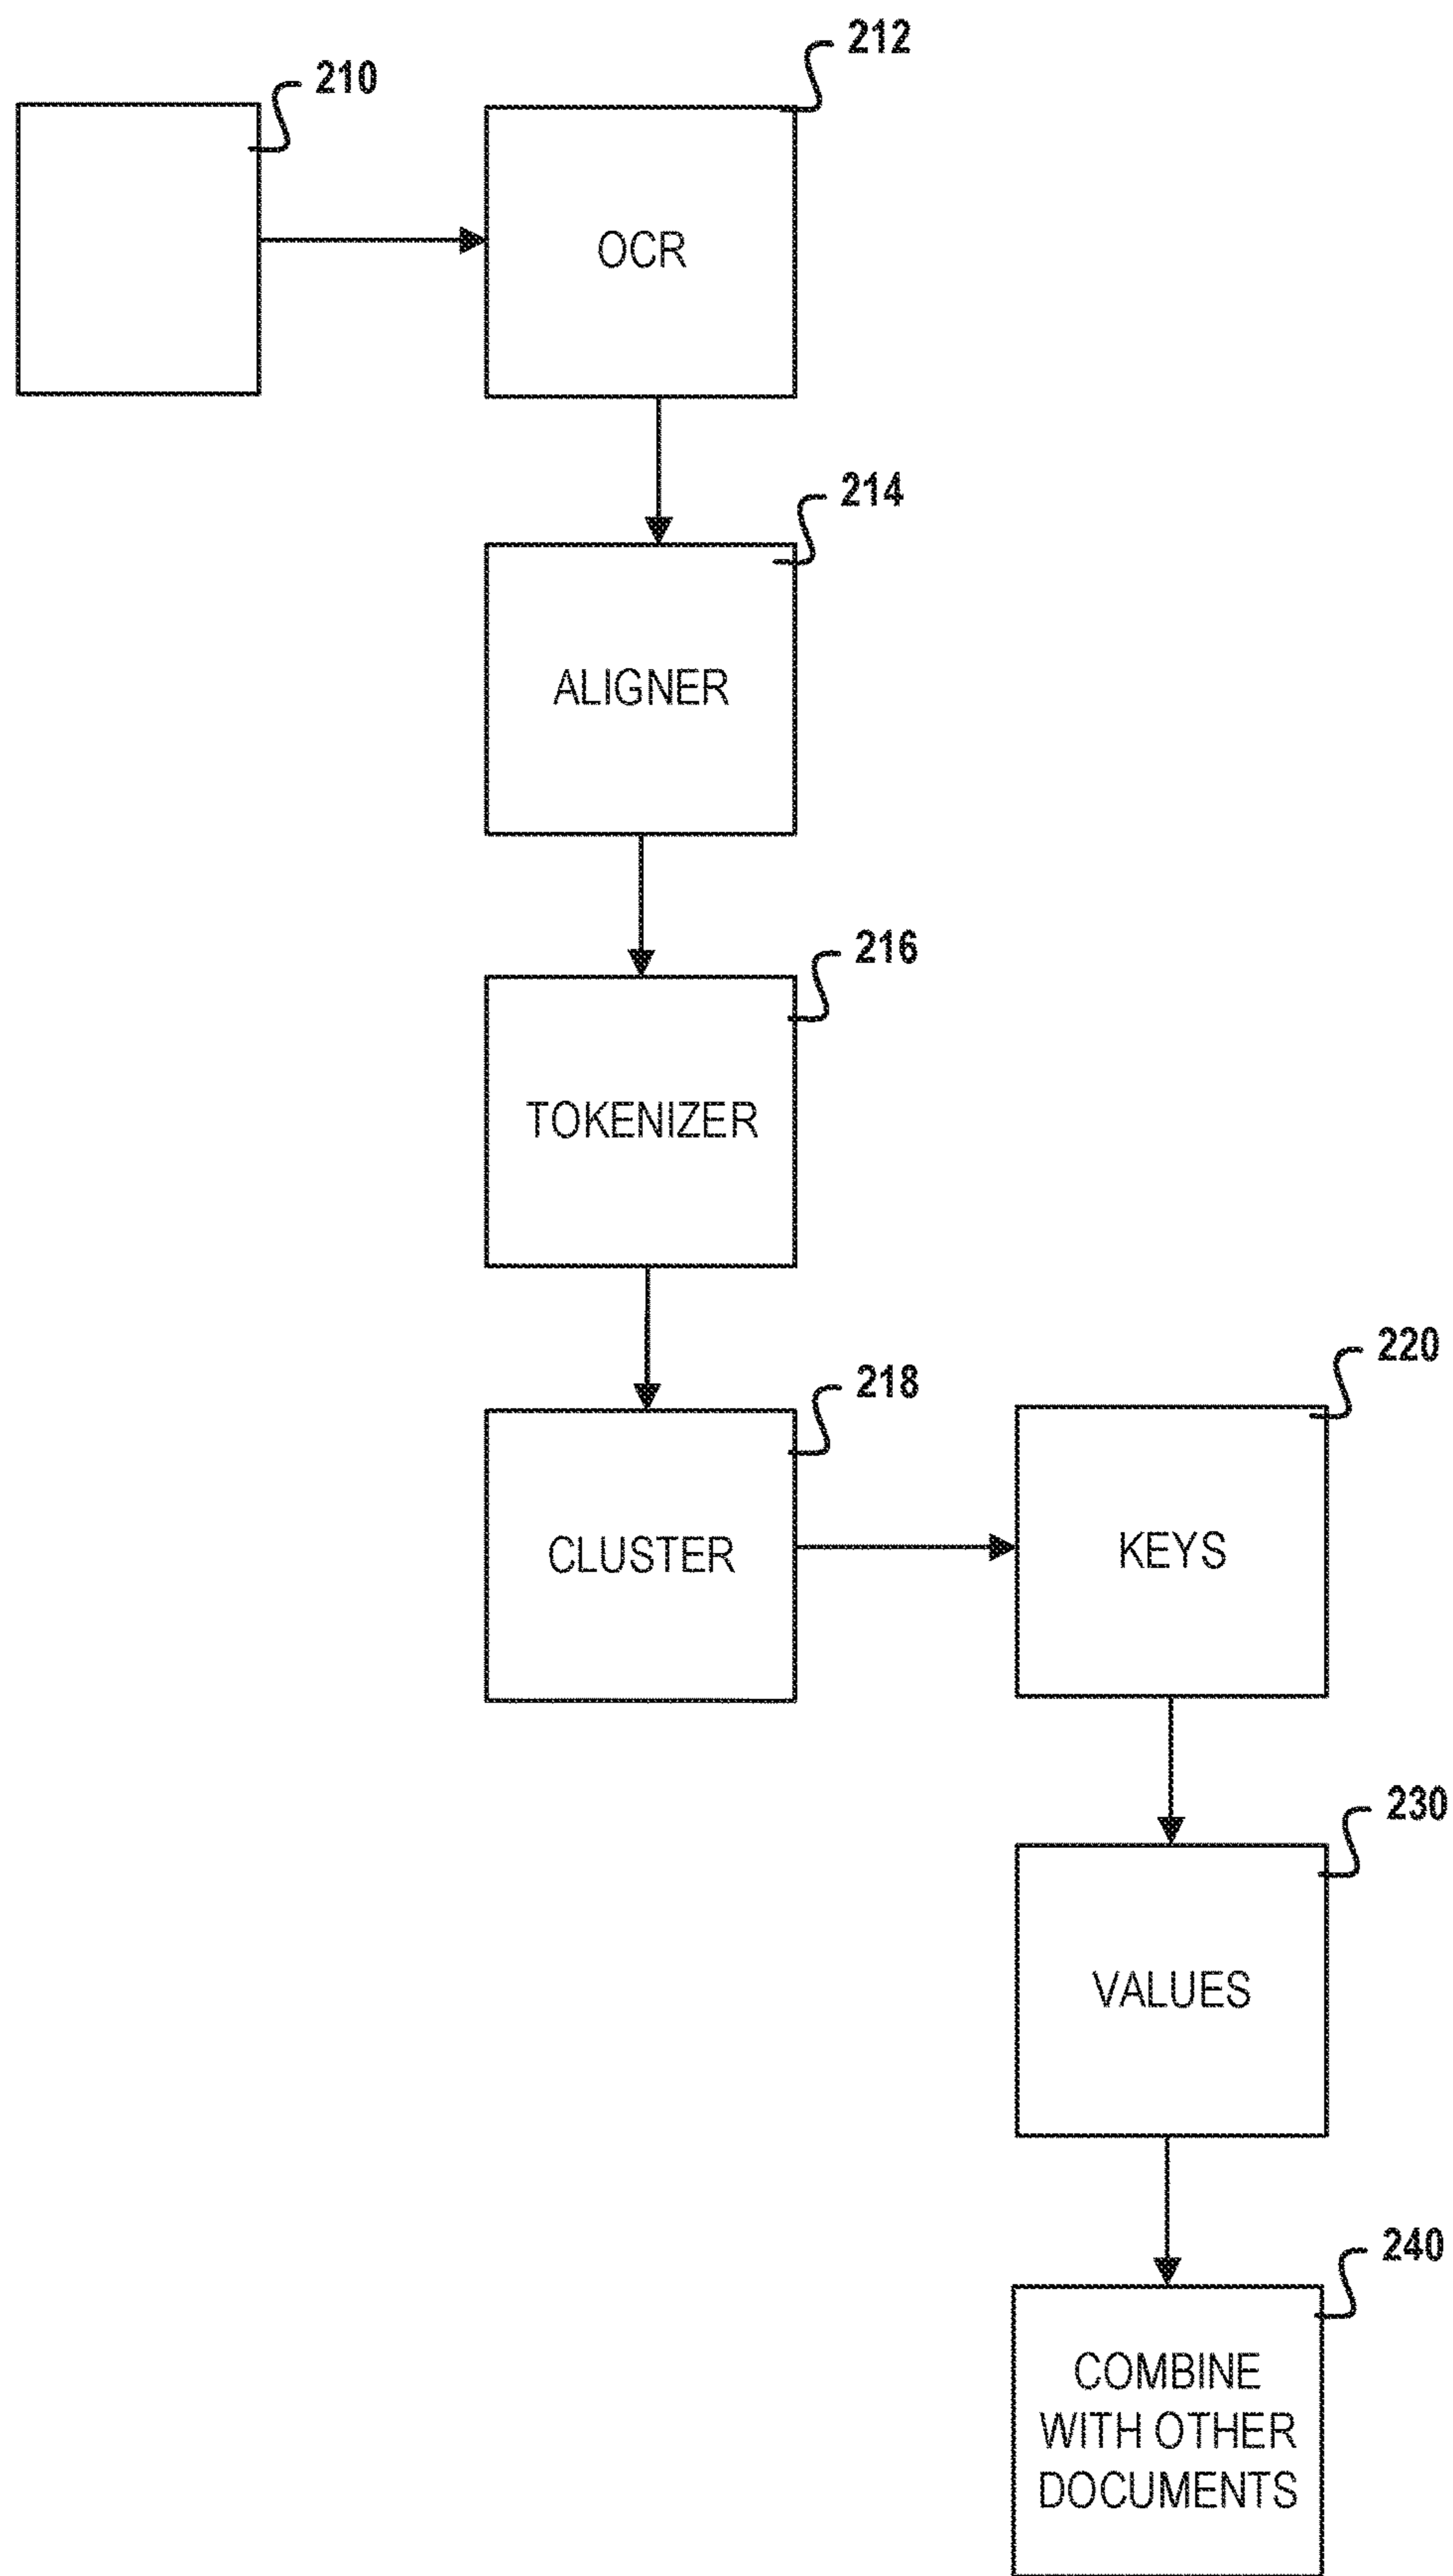 210
212
OCR
214
ALIGNER
216
TOKENIZER
218
CLUSTER
220
KEYS
230
VALUES
240
COMBINE
WITH OTHER
DOCUMENTS